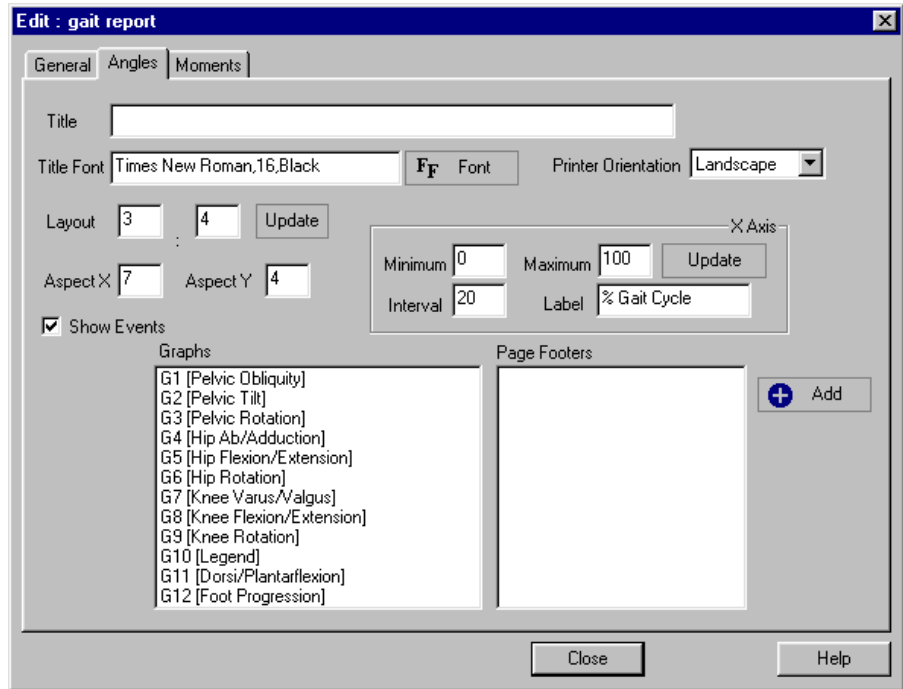 Edit : gait report
General Angles Moments
Title
Title Font Times New Roman,16,Black FF Font Printer Orientation Landscape
Layout 3 : 4 Update
X Axis
Minimum 0 Maximum 100 Update
Aspect X 7 Aspect Y 4
Interval 20 Label % Gait Cycle
Show Events
Graphs Page Footers
G1 [Pelvic Obliquity]
G2 [Pelvic Tilt]
G3 [Pelvic Rotation]
G4 [Hip Ab/Adduction]
G5 [Hip Flexion/Extension]
G6 [Hip Rotation]
G7 [Knee Varus/Valgus]
G8 [Knee Flexion/Extension]
G9 [Knee Rotation]
G10 [Legend]
G11 [Dorsi/Plantarflexion]
G12 [Foot Progression]
Add
Close Help